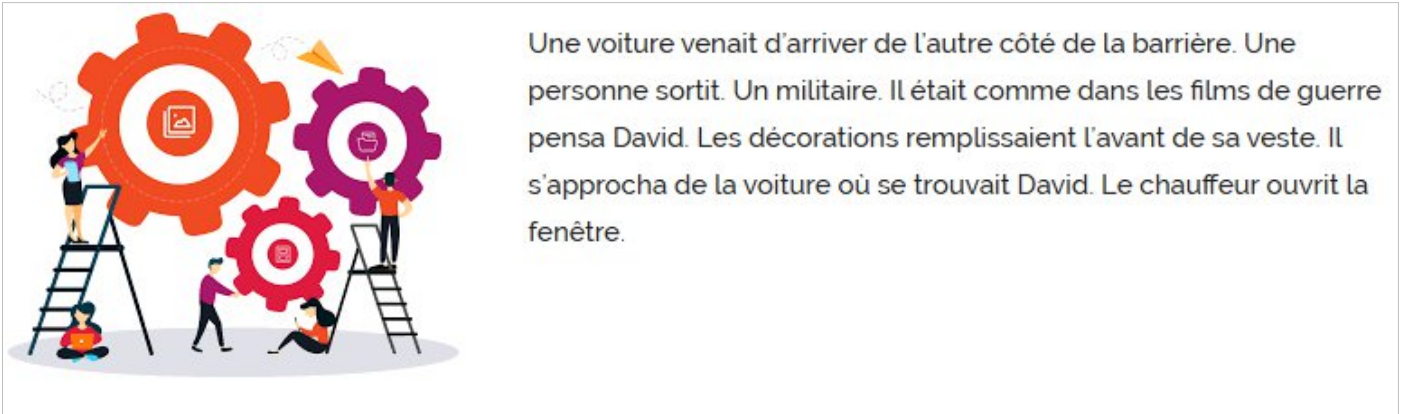 Une voiture venait d’arriver de l’autre côté de la barrière. Une
personne sortit. Un militaire. Il était comme dans les films de guerre
pensa David. Les décorations remplissaient l’avant de sa veste. Il
s’approcha de la voiture où se trouvait David. Le chauffeur ouvrit la
fenêtre.